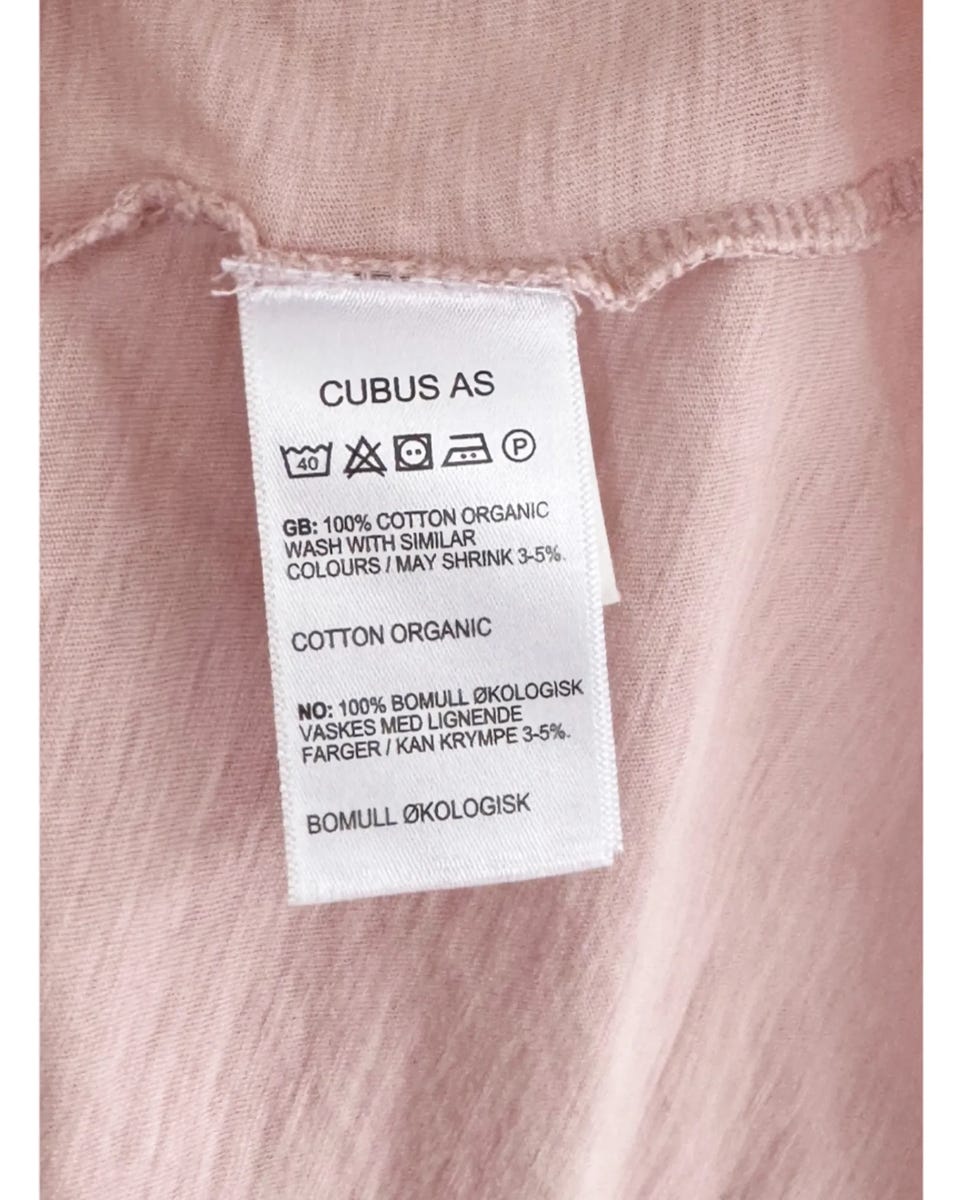 CUBUS AS
40 P
GB: 100% COTTON ORGANIC
WASH WITH SIMILAR
COLOURS / MAY SHRINK 3-5%.
COTTON ORGANIC
NO: 100% BOMULL ØKOLOGISK
VASKES MED LIGNENDE
FARGER / KAN KRYMPE 3-5%.
BOMULL ØKOLOGISK